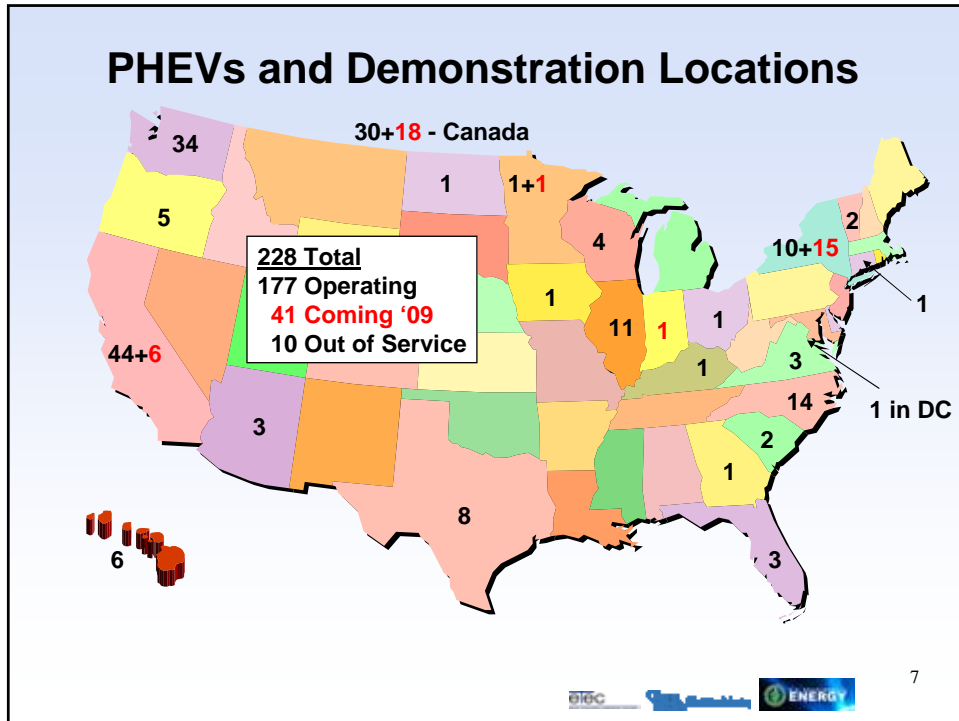 PHEVs and Demonstration Locations
30+18 - Canada
34
1
1+1
5
4
2
10+15
228 Total
177 Operating
41 Coming ‘09
10 Out of Service
1
11
1
1
1
44+6
1
3
14
1 in DC
3
2
1
8
3
6
7
etec
ENERGY